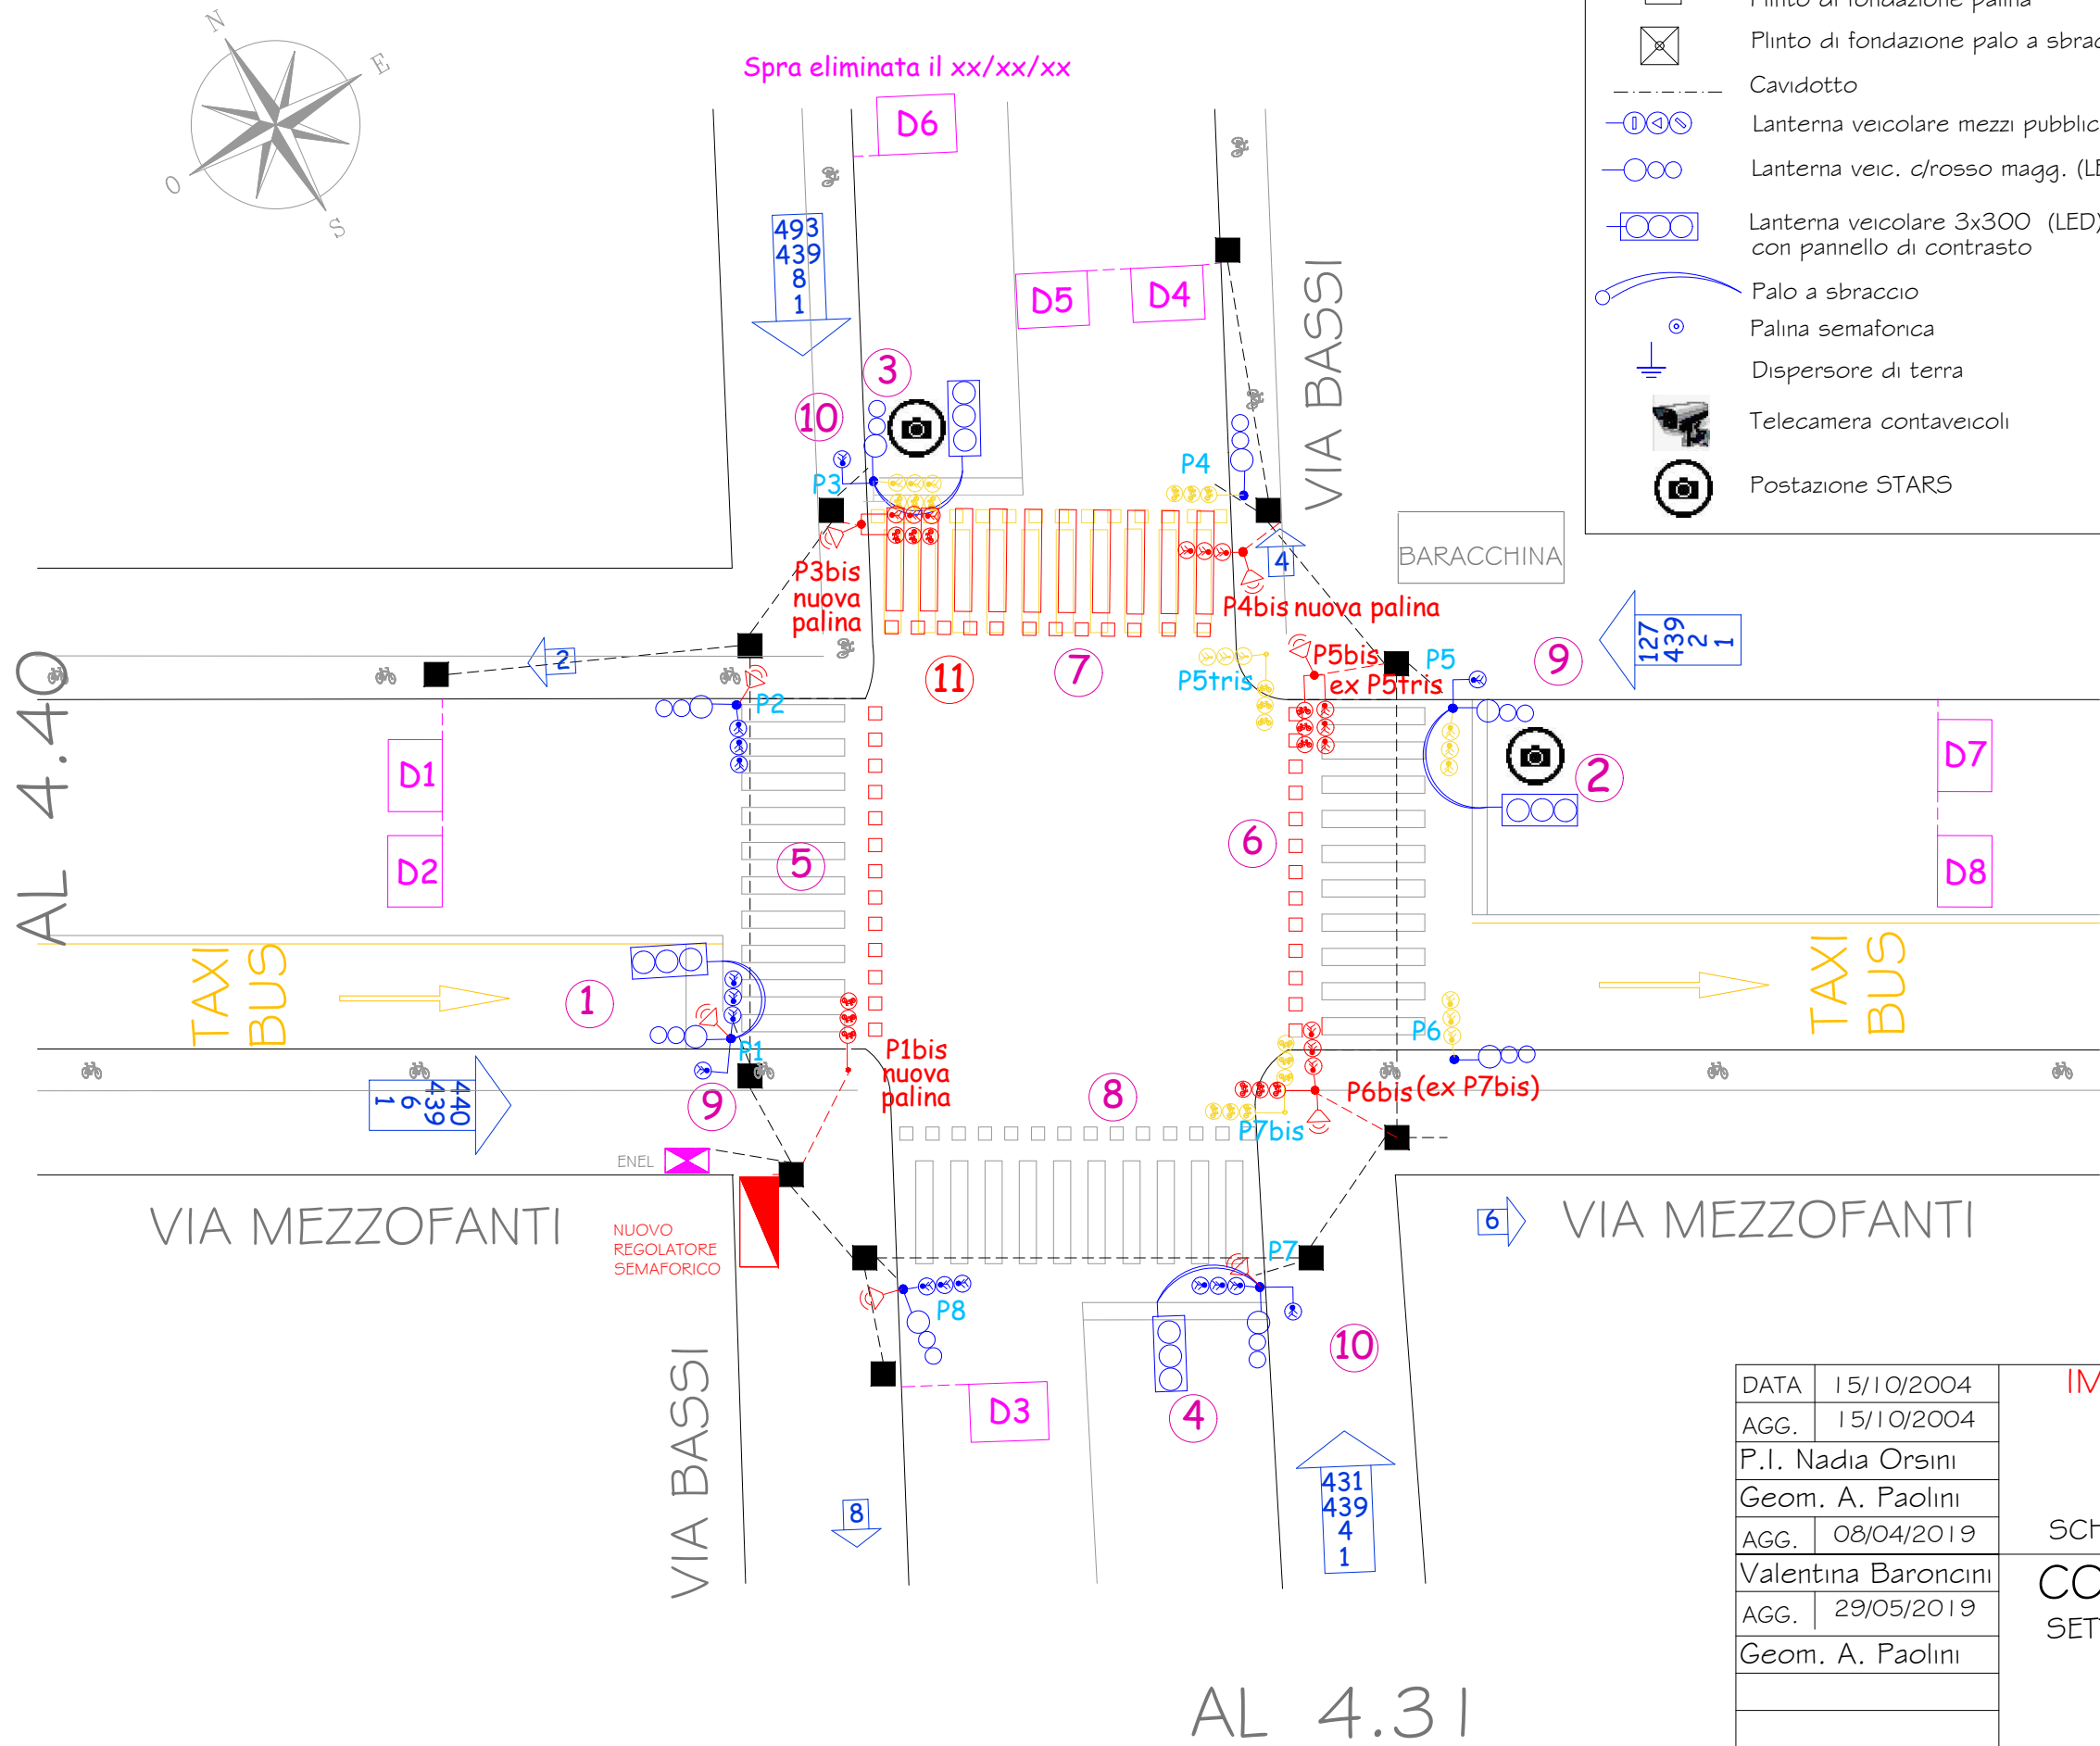 N
E
O
S
Spra eliminata il xx/xx/xx
D6
493
439
8
1
D5
D4
VIA BASSI
3
10
P3
P4
4
BARACCHINA
P3bis
nuova
palina
P4bis nuova palina
127
439
2
1
9
2
P2
11
7
P5tris
P5bis
ex P5tris
P5
AL 4.40
D1
D2
5
6
2
D7
D8
TAXI
BUS
TAXI
BUS
1
P1
P1bis
nuova
palina
P6
440
439
6
1
9
8
P6bis (ex P7bis)
P7bis
ENEL
VIA MEZZOFANTI
NUOVO
REGOLATORE
SEMAFORICO
P7
6
VIA MEZZOFANTI
P8
VIA BASSI
D3
4
10
8
431
439
4
1
AL 4.31
Plinto di fondazione palina
Plinto di fondazione palo a
Cavidotto
Lanterna veicolare mezzi
Lanterna veic. c/rosso magg.
Lanterna veicolare 3x300 (LED)
con pannello di contrasto
Palo a sbraccio
Palina semaforica
Dispersore di terra
Telecamera contaveicoli
Postazione STARS
DATA 15/10/2004
AGG. 15/10/2004
P.I. Nadia Orsini
Geom. A. Paolini
AGG. 08/04/2019
Valentina Baroncini
AGG. 29/05/2019
Geom. A. Paolini